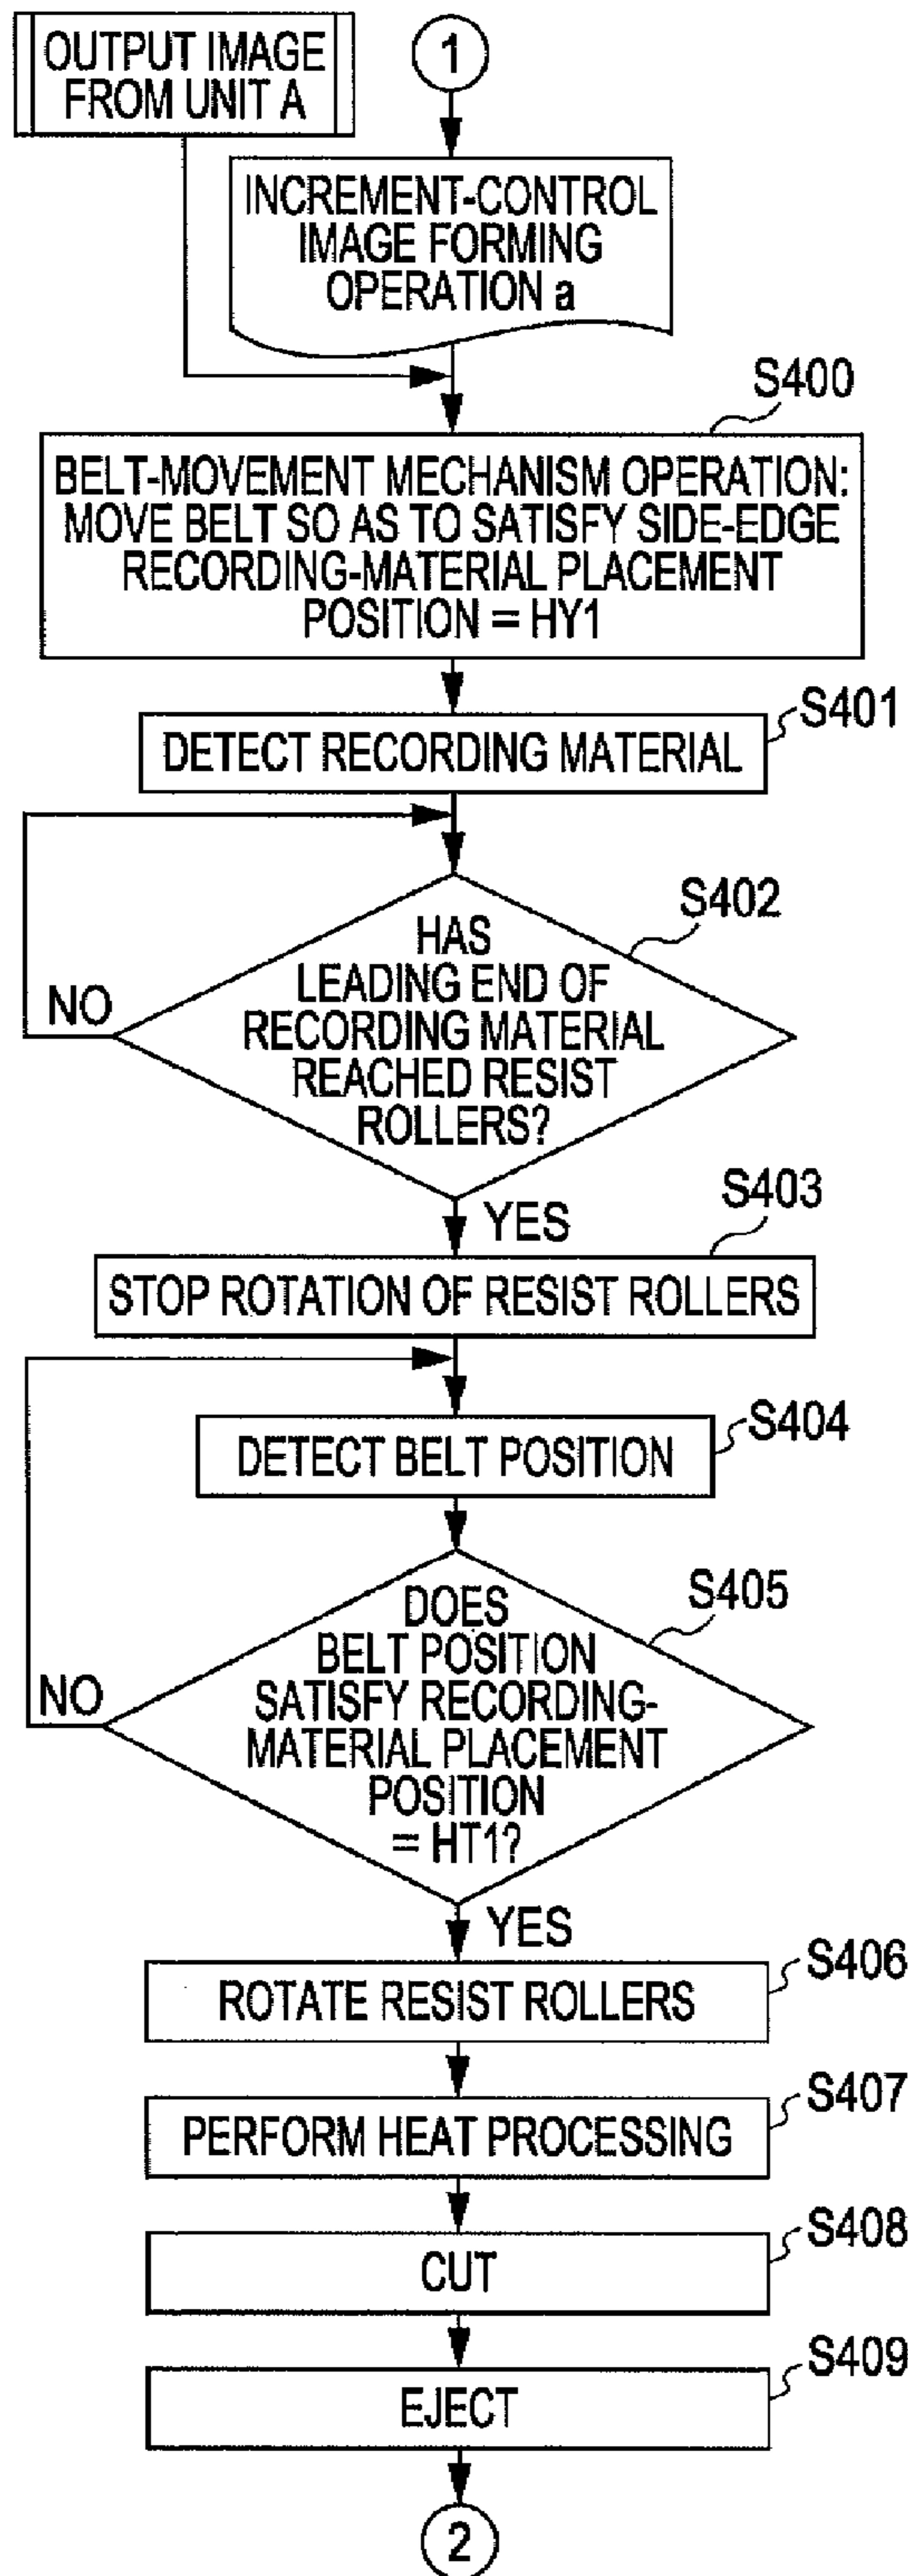 OUTPUT IMAGE
FROM UNIT A
1
INCREMENT-CONTROL
IMAGE FORMING
OPERATION a
S400
BELT-MOVEMENT MECHANISM OPERATION:
MOVE BELT SO AS TO SATISFY SIDE-EDGE
RECORDING-MATERIAL PLACEMENT
POSITION = HY1
S401
DETECT RECORDING MATERIAL
S402
HAS
LEADING END OF
RECORDING MATERIAL
REACHED RESIST
ROLLERS?
NO
YES
S403
STOP ROTATION OF RESIST ROLLERS
S404
DETECT BELT POSITION
S405
DOES
BELT POSITION
SATISFY RECORDING-
MATERIAL PLACEMENT
POSITION
= HT1?
NO
YES
S406
ROTATE RESIST ROLLERS
S407
PERFORM HEAT PROCESSING
S408
CUT
S409
EJECT
2